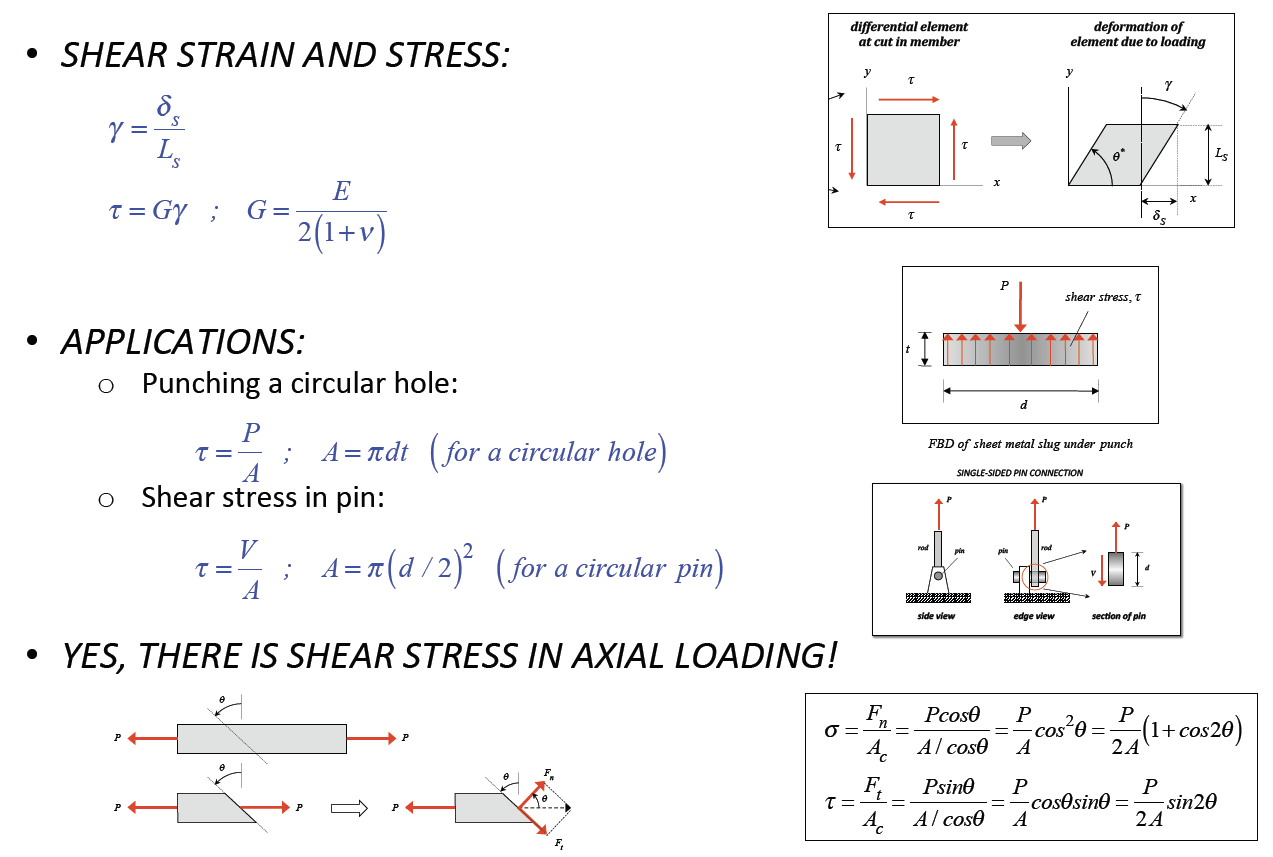 • SHEAR STRAIN AND STRESS:
γ = δs / Ls
τ = Gγ ; G = E / 2(1+ν)
differential element
at cut in member
y
τ
τ
τ
x
τ
deformation of
element due to loading
y
γ
θ*
Ls
x
δs
• APPLICATIONS:
o Punching a circular hole:
τ = P / A ; A = πdt (for a circular hole)
o Shear stress in pin:
τ = V / A ; A = π(d / 2)² (for a circular pin)
P
shear stress, τ
t
d
FBD of sheet metal slug under punch
SINGLE-SIDED PIN CONNECTION
P
rod
pin
side view
P
pin
rod
edge view
P
V
d
section of pin
• YES, THERE IS SHEAR STRESS IN AXIAL LOADING!
θ
P
P
θ
P
P
θ
Fn
P
θ
Ft
σ = Fn / Ac = Pcosθ / A / cosθ = P / A cos²θ = P / 2A (1+ cos2θ)
τ = Ft / Ac = Psinθ / A / cosθ = P / A cosθsinθ = P / 2A sin2θ